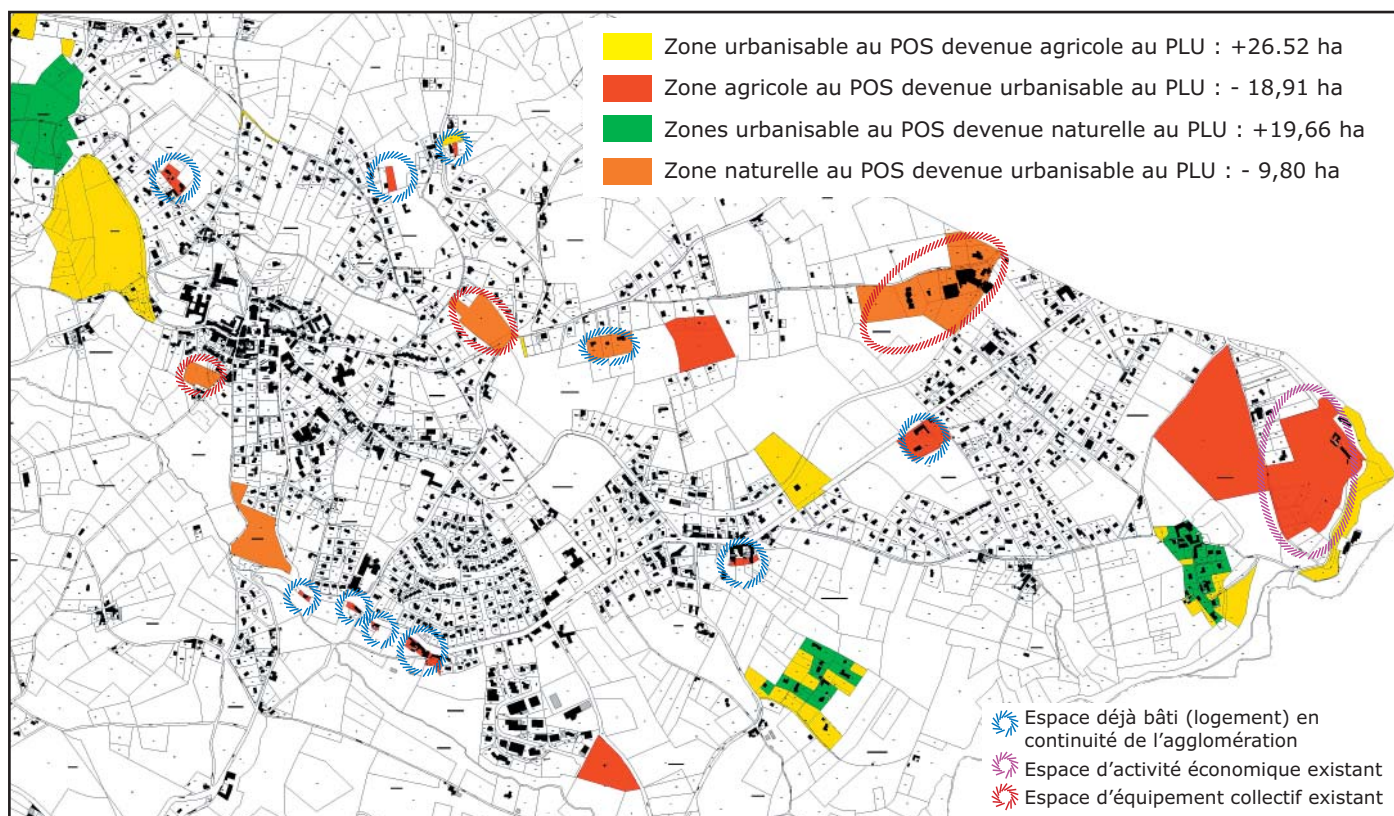 Zone urbanisable au POS devenue agricole au PLU : +26.52 ha
Zone agricole au POS devenue urbanisable au PLU : - 18,91 ha
Zones urbanisable au POS devenue naturelle au PLU : +19,66 ha
Zone naturelle au POS devenue urbanisable au PLU : - 9,80 ha
Espace déjà bâti (logement) en
continuité de l’agglomération
Espace d’activité économique existant
Espace d’équipement collectif existant